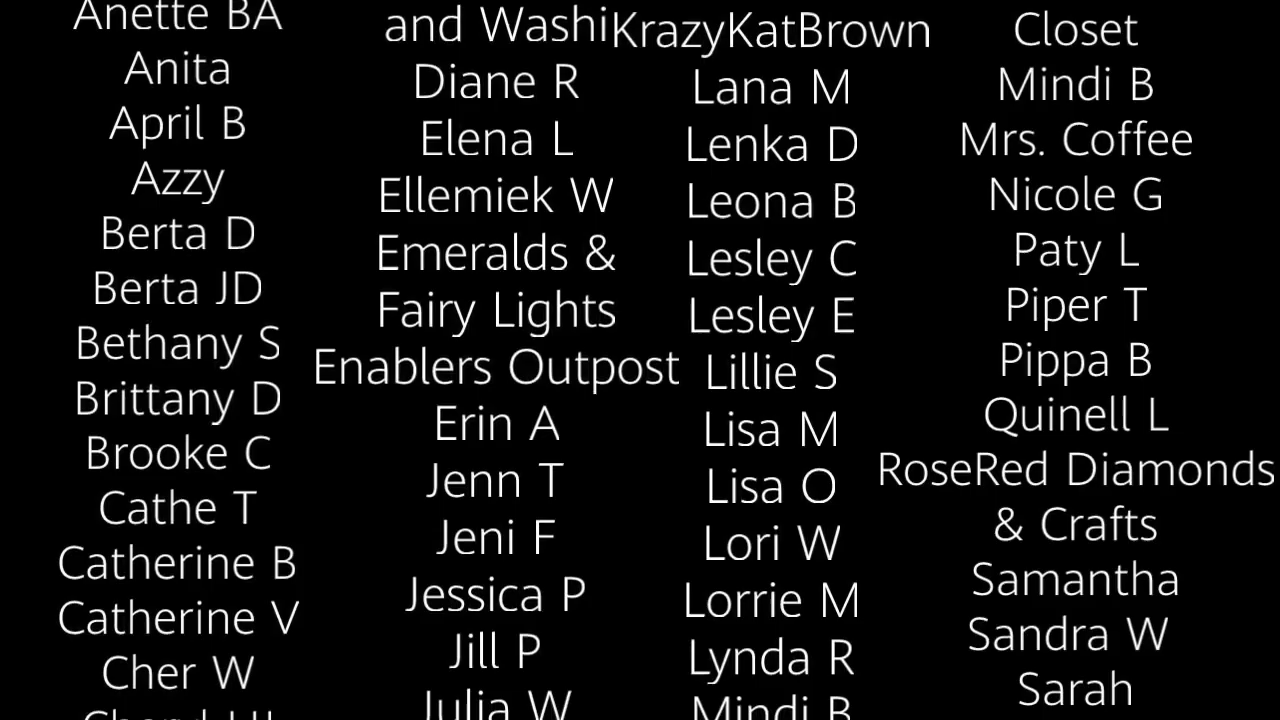 Anette BA
Anita
April B
Azzy
Berta D
Berta JD
Bethany S
Brittany D
Brooke C
Cathe T
Catherine B
Catherine V
Cher W
and Washi
Diane R
Elena L
Ellemiek W
Emeralds &
Fairy Lights
Enablers Outpost
Erin A
Jenn T
Jeni F
Jessica P
Jill P
Julia W
KrazyKatBrown
Lana M
Lenka D
Leona B
Lesley C
Lesley E
Lillie S
Lisa M
Lisa O
Lori W
Lorrie M
Lynda R
Mindi B
Closet
Mindi B
Mrs. Coffee
Nicole G
Paty L
Piper T
Pippa B
Quinell L
RoseRed Diamonds
& Crafts
Samantha
Sandra W
Sarah